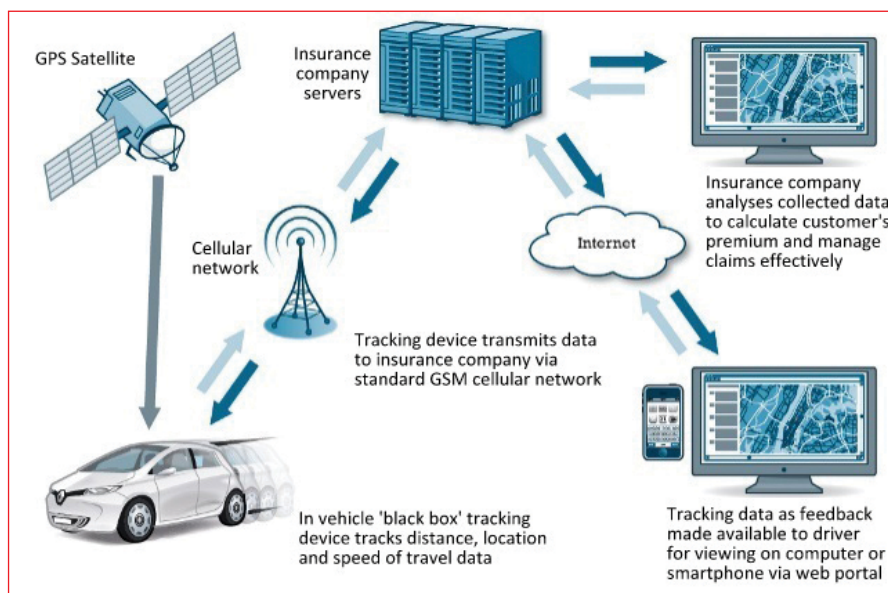 GPS Satellite
Insurance
company
servers
Insurance company
analyses collected data
to calculate customer's
premium and manage
claims effectively
Cellular
network
Internet
Tracking device transmits data
to insurance company via
standard GSM cellular network
In vehicle 'black box' tracking
device tracks distance, location
and speed of travel data
Tracking data as feedback
made available to driver
for viewing on computer or
smartphone via web portal